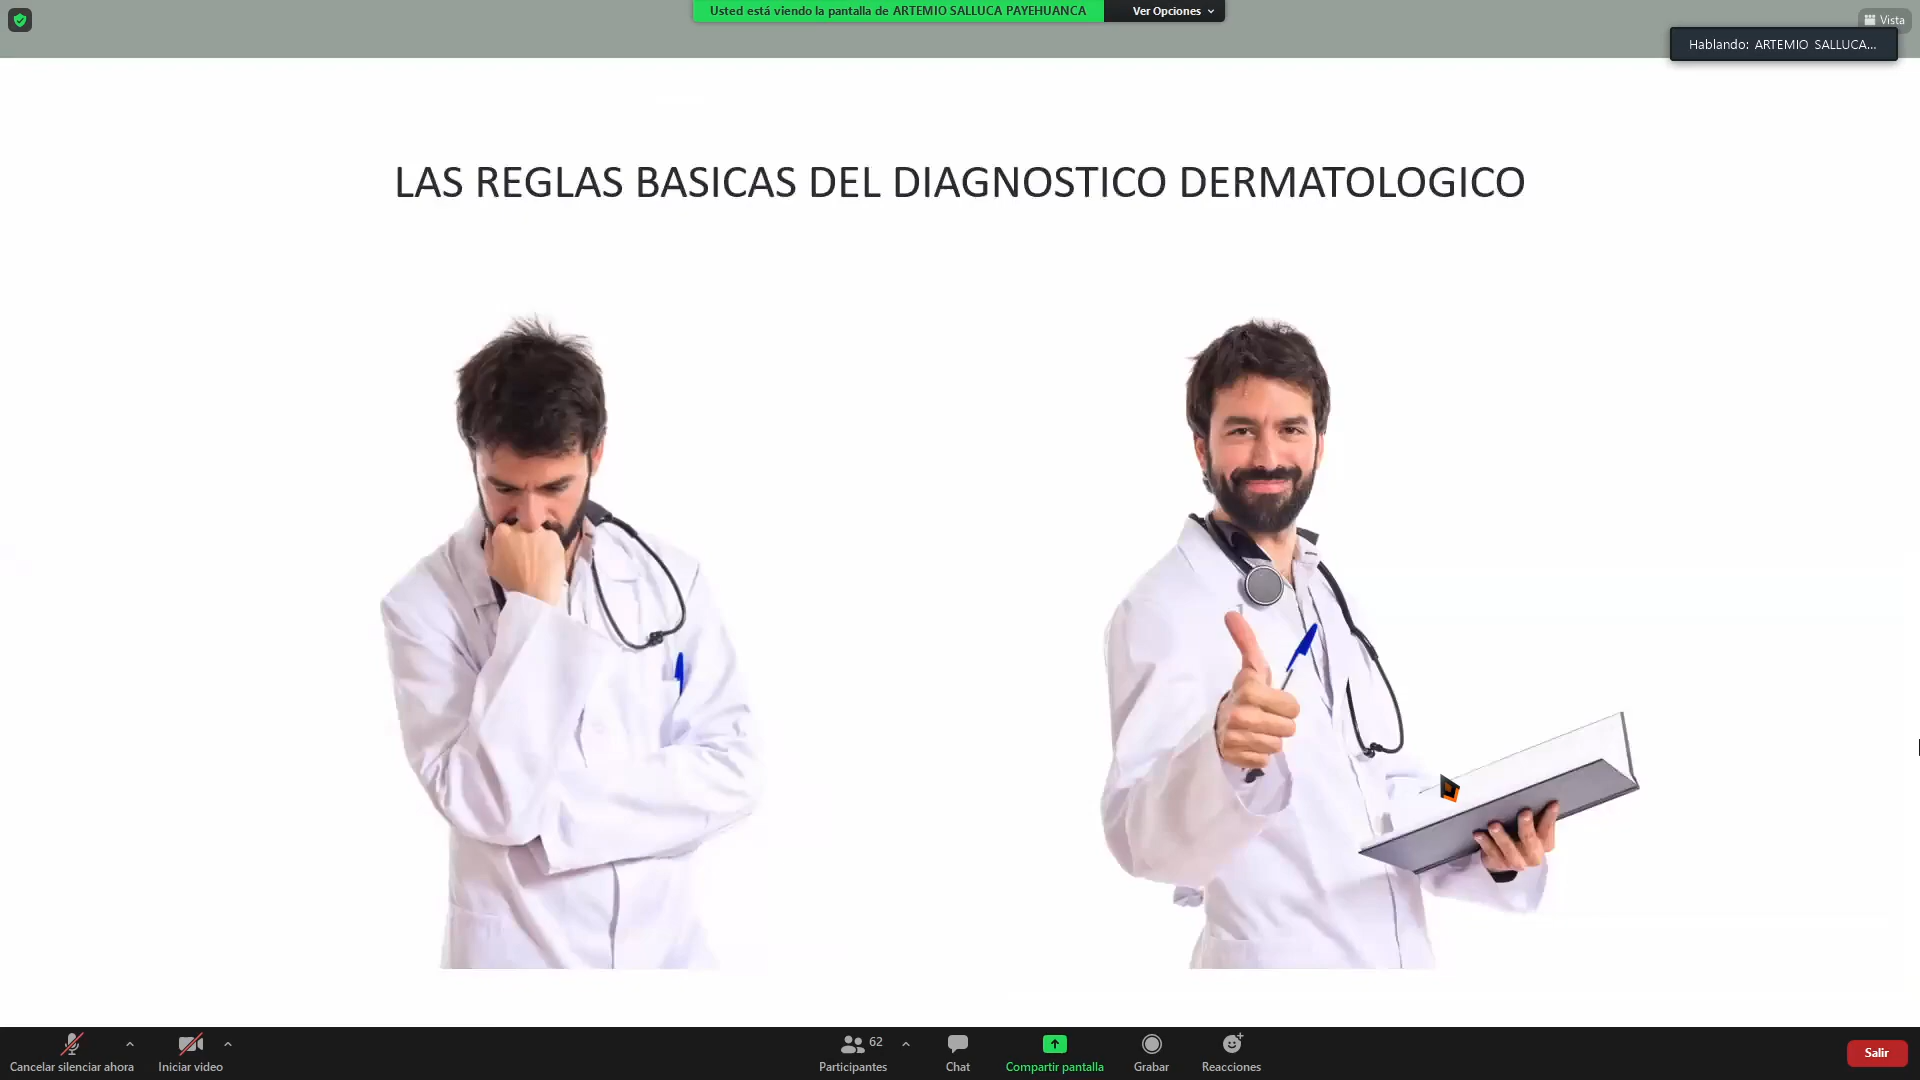 Usted está viendo la pantalla de ARTEMIO SALLUCA PAYEHUANCA
Ver Opciones
Vista
Hablando: ARTEMIO SALLUCA...
LAS REGLAS BASICAS DEL DIAGNOSTICO DERMATOLOGICO
Cancelar silenciar ahora
Iniciar video
62
Participantes
Chat
Compartir pantalla
Grabar
Reacciones
Salir